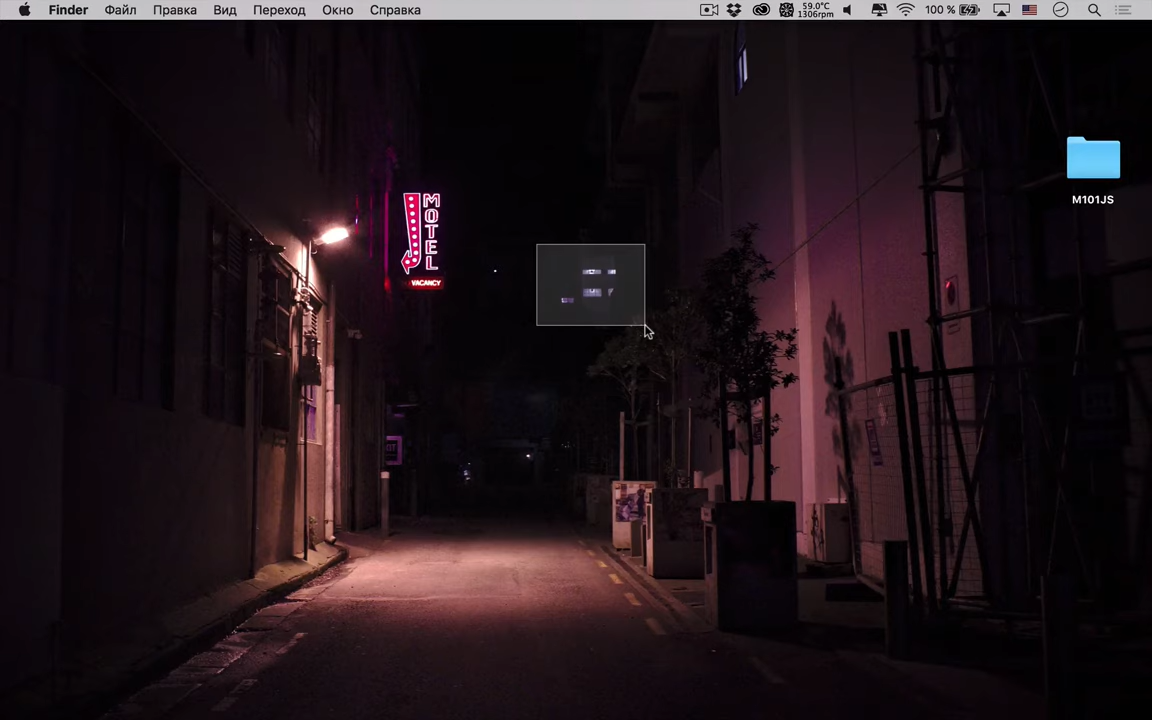 Finder Файл Правка Вид Переход Окно Справка 59.0°C 1306rpm 100 %
MOTEL
VACANCY
M101JS